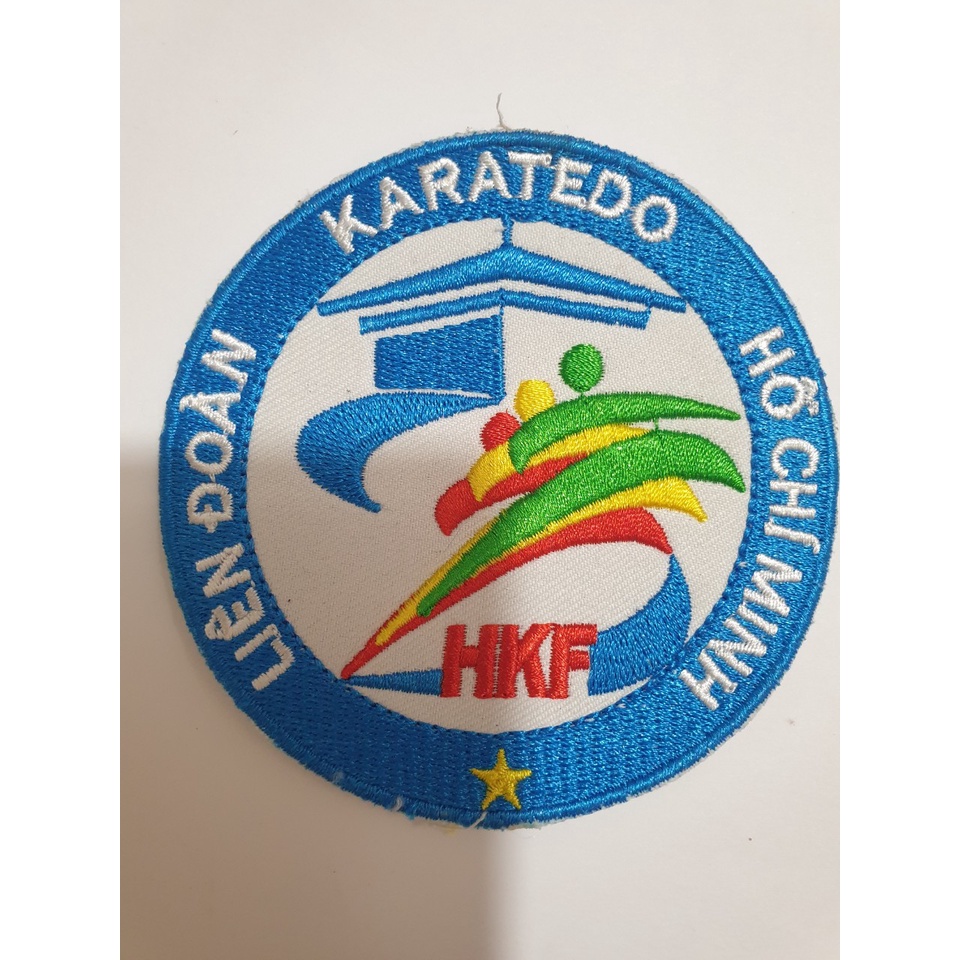 LIÊN ĐOÀN
KARATEDO
HỒ CHÍ MINH
HKF